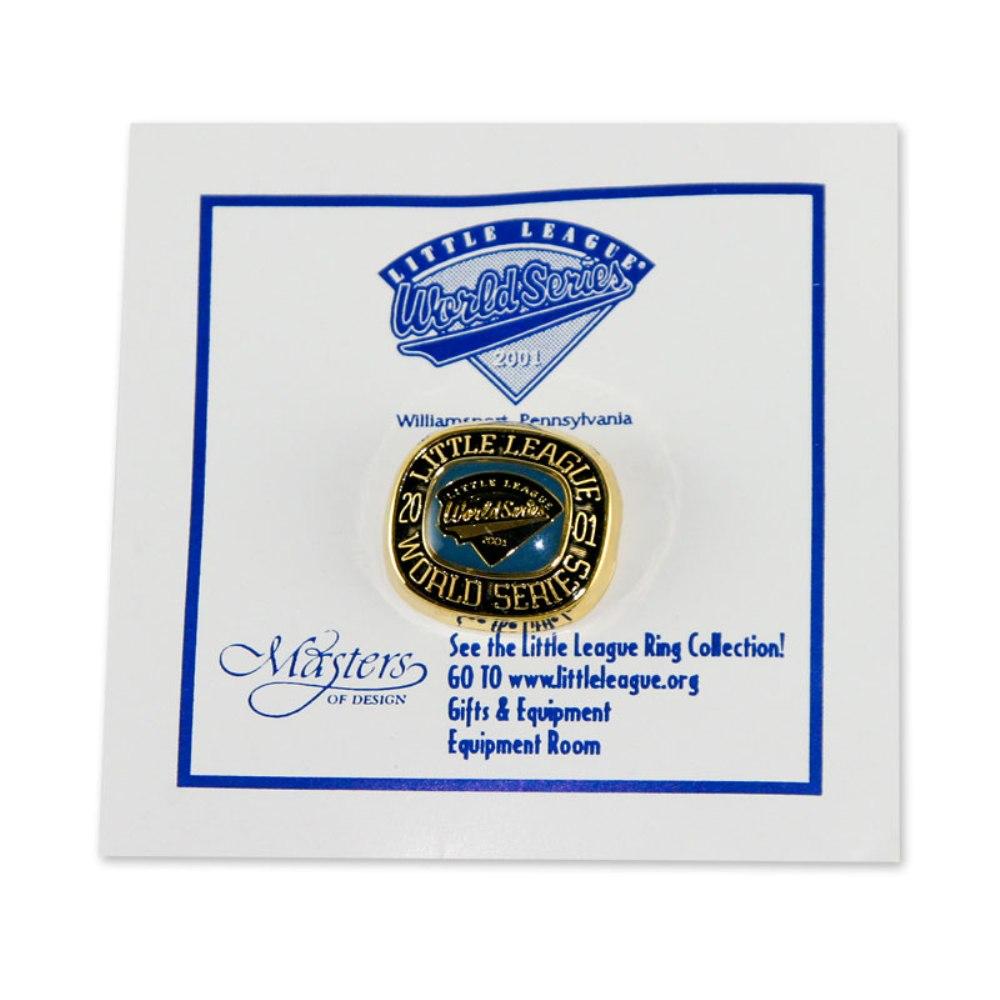 LITTLE LEAGUE®
World Series
2001
Pennsylvania
LITTLE LEAGUE
20
LITTLE LEAGUE
World Series
2001
01
WORLD SERIES
Masters
OF DESIGN
See the Little League Ring Collection!
GO TO www.littleleague.org
Gifts & Equipment
Equipment Room